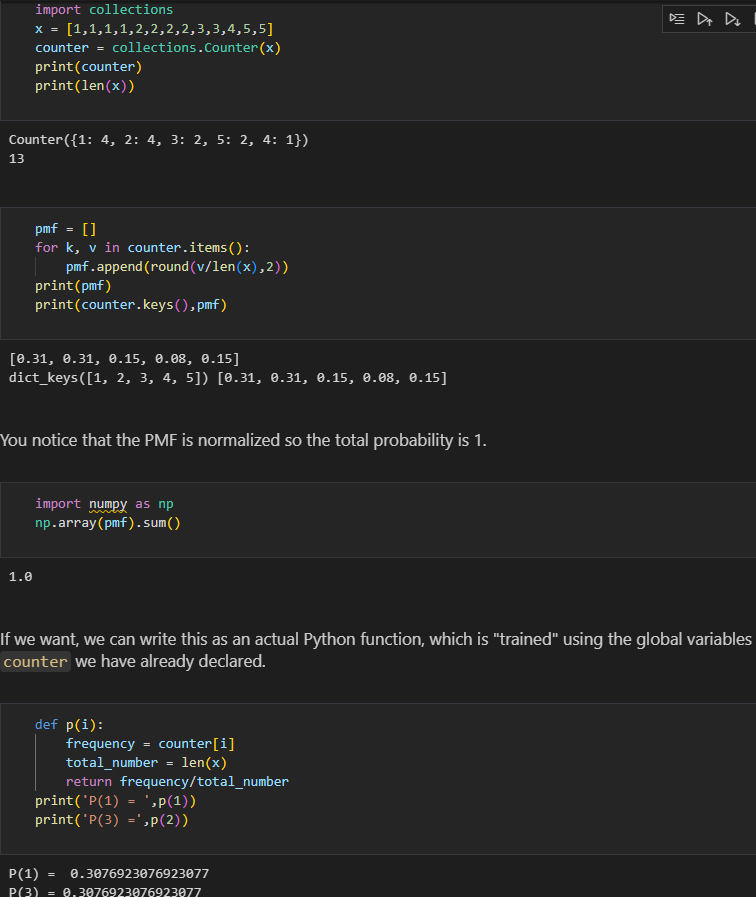 import collections
x = [1,1,1,1,2,2,2,2,3,3,4,5,5]
counter = collections.Counter(x)
print(counter)
print(len(x))
Counter({1: 4, 2: 4, 3: 2, 5: 2, 4: 1})
13
pmf = []
for k, v in counter.items():
    pmf.append(round(v/len(x),2))
print(pmf)
print(counter.keys(),pmf)
[0.31, 0.31, 0.15, 0.08, 0.15]
dict_keys([1, 2, 3, 4, 5]) [0.31, 0.31, 0.15, 0.08, 0.15]
You notice that the PMF is normalized so the total probability is 1.
import numpy as np
np.array(pmf).sum()
1.0
If we want, we can write this as an actual Python function, which is "trained" using the global variables
counter we have already declared.
def p(i):
    frequency = counter[i]
    total_number = len(x)
    return frequency/total_number
print('P(1) = ',p(1))
print('P(3) =',p(2))
P(1) =  0.3076923076923077
P(3) = 0.3076923076923077